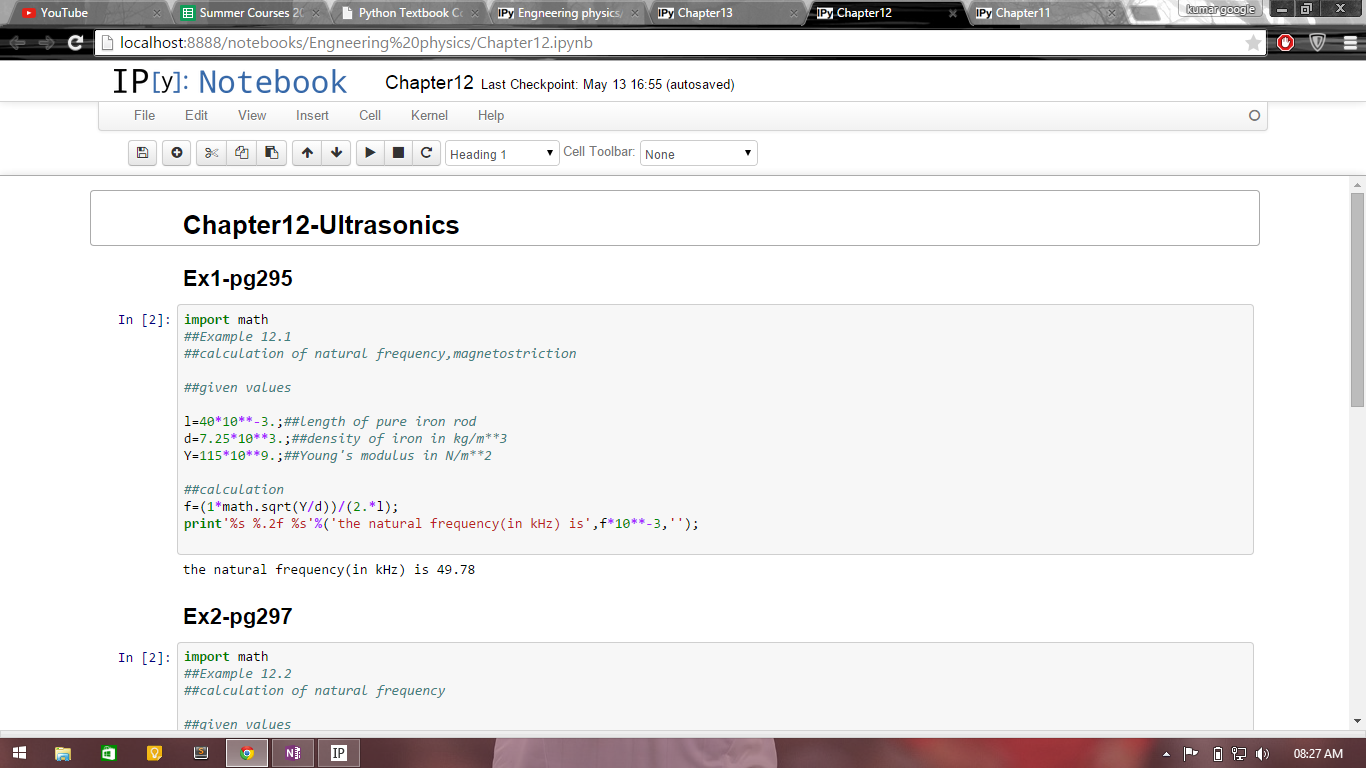 YouTube
Summer Courses 20
Python Textbook Co
IPy Engneering physics
IPy Chapter13
IPy Chapter12
IPy Chapter11
kumar google
localhost:8888/notebooks/Engneering%20physics/Chapter12.ipynb
IP[y]: Notebook
Chapter12 Last Checkpoint: May 13 16:55 (autosaved)
File Edit View Insert Cell Kernel Help
Heading 1 Cell Toolbar: None
Chapter12-Ultrasonics
Ex1-pg295
In [2]: import math
##Example 12.1
##calculation of natural frequency,magnetostriction
##given values
l=40*10**-3.;##length of pure iron rod
d=7.25*10**3.;##density of iron in kg/m**3
Y=115*10**9.;##Young's modulus in N/m**2
##calculation
f=(1*math.sqrt(Y/d))/(2.*l);
print'%s %.2f %s'%('the natural frequency(in kHz) is',f*10**-3,'');
the natural frequency(in kHz) is 49.78
Ex2-pg297
In [2]: import math
##Example 12.2
##calculation of natural frequency
##given values
N
IP
08:27 AM